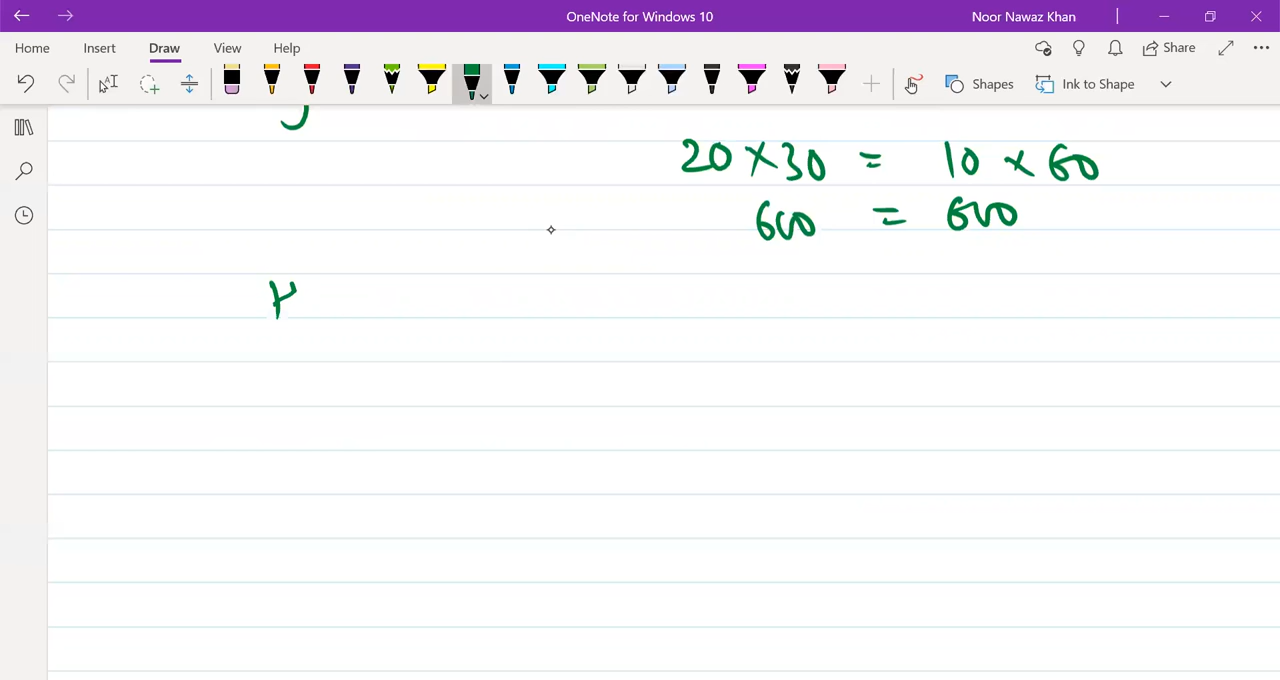 OneNote for Windows 10
Noor Nawaz Khan
Home Insert Draw View Help
Share
Shapes
Ink to Shape
20 × 30 = 10 × 60
600 = 600